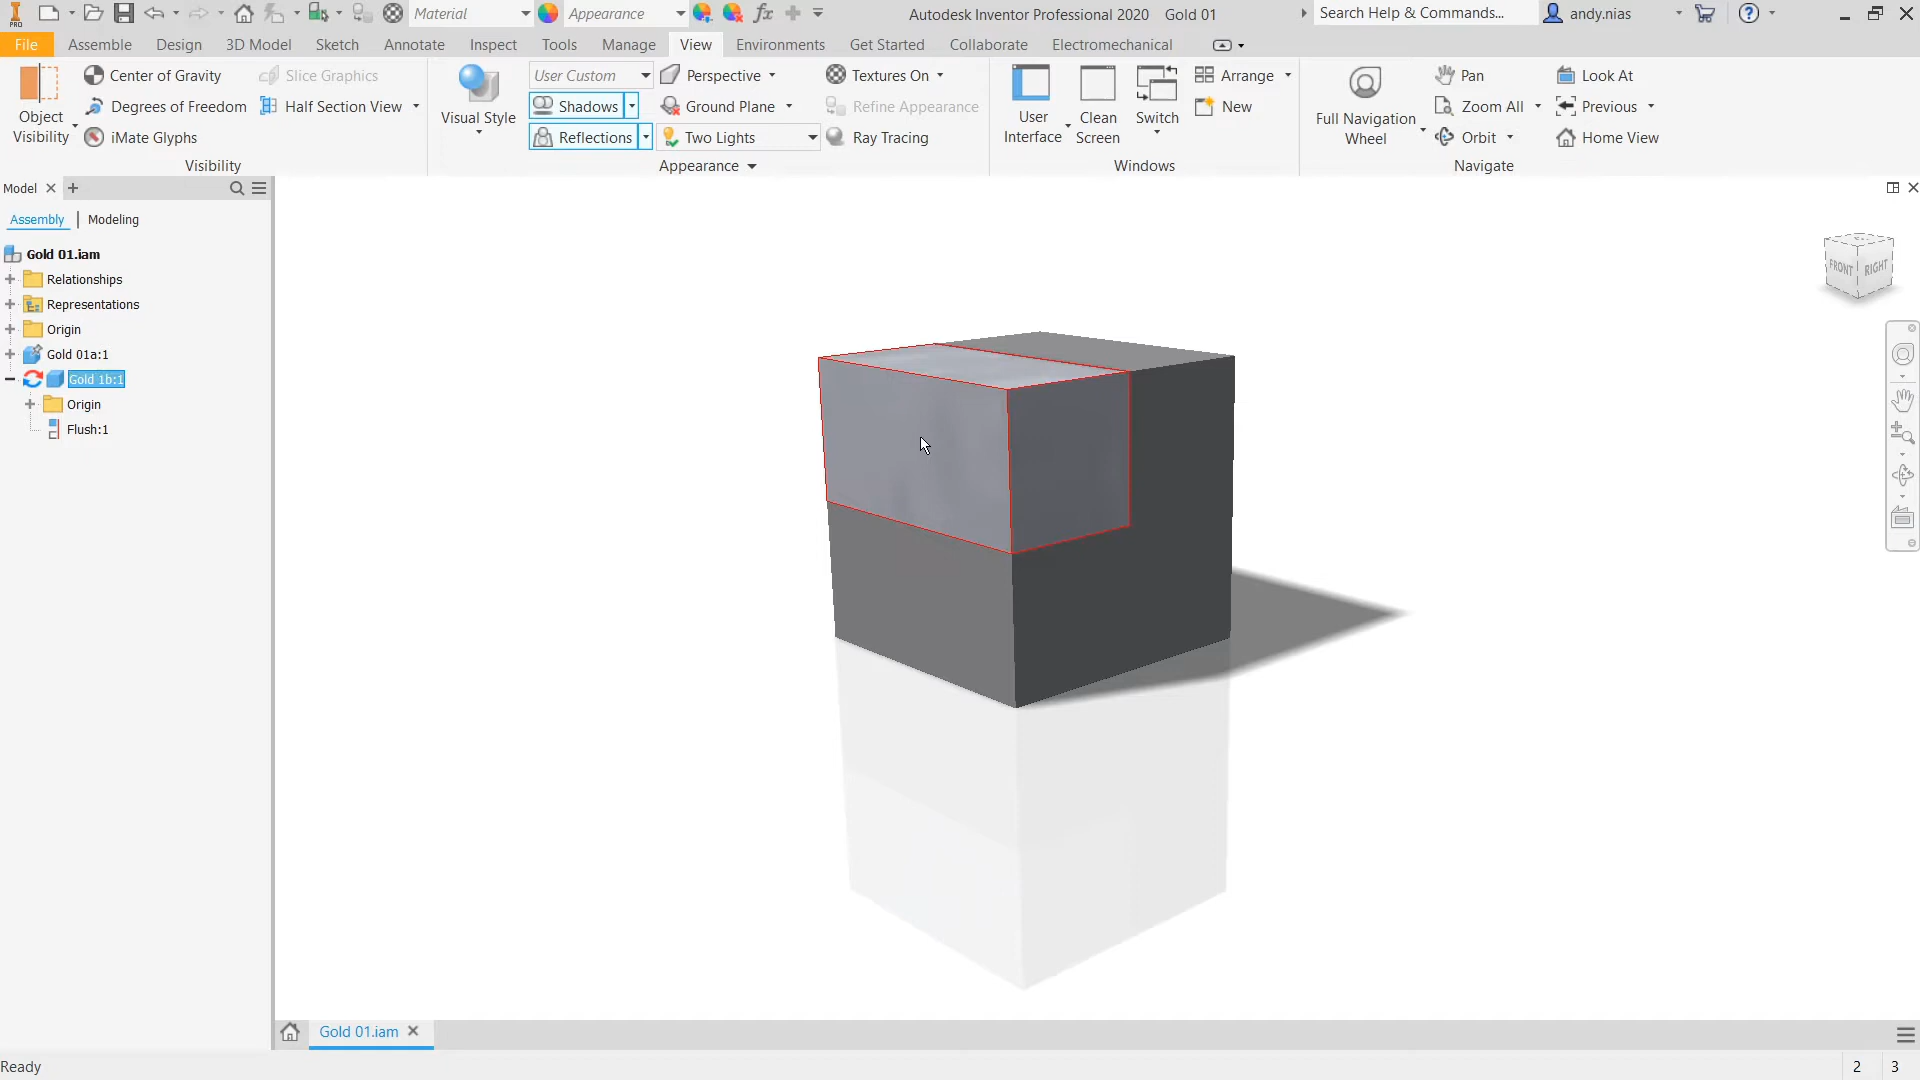 PRO Material Appearance fx Autodesk Inventor Professional 2020 Gold 01 Search Help & Commands... andy.nias
File Assembly Design 3D Model Sketch Annotate Inspect Tools Manage View Environments Get Started Collaborate Electromechanical
Object Visibility
Center of Gravity
Degrees of Freedom
iMate Glyphs
Slice Graphics
Half Section View
Visibility
Visual Style
User Custom
Shadows
Reflections
Perspective
Ground Plane
Two Lights
Textures On
Refine Appearance
Ray Tracing
Appearance
User Interface
Clean Screen
Switch
Arrange
New
Windows
Full Navigation Wheel
Pan
Zoom All
Orbit
Look At
Previous
Home View
Navigate
Model
Assembly | Modeling
Gold 01.iam
Relationships
Representations
Origin
Gold 01a:1
Gold 1b:1
Origin
Flush:1
FRONT RIGHT
Gold 01.iam
Ready 2 3